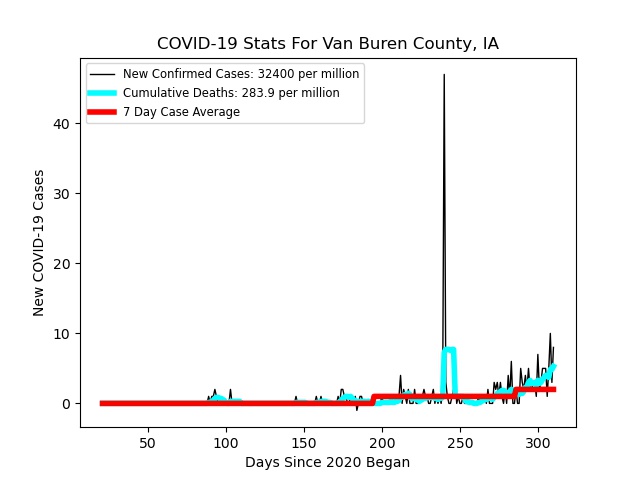 COVID-19 Stats For Van Buren County, IA
New Confirmed Cases: 32400 per million
Cumulative Deaths: 283.9 per million
7 Day Case Average
New COVID-19 Cases
40
30
20
10
0
50 100 150 200 250 300
Days Since 2020 Began